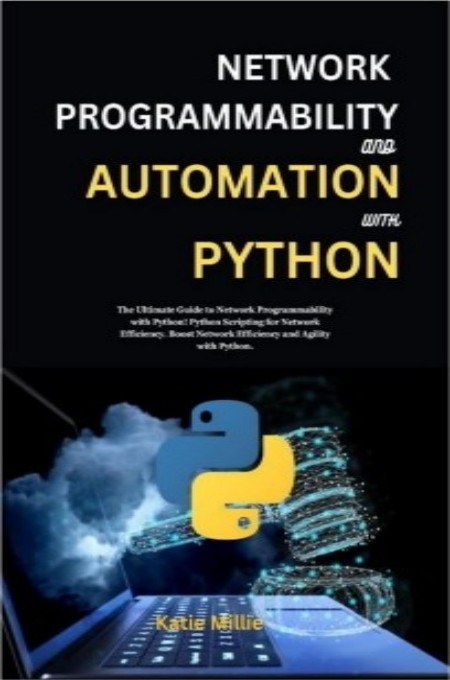 NETWORK
PROGRAMMABILITY
AND
AUTOMATION
WITH
PYTHON
The Ultimate Guide to Network Programmability
with Python! Python Scripting for Network
Efficiency. Boost Network Efficiency and Agility
with Python.
Katie Millie